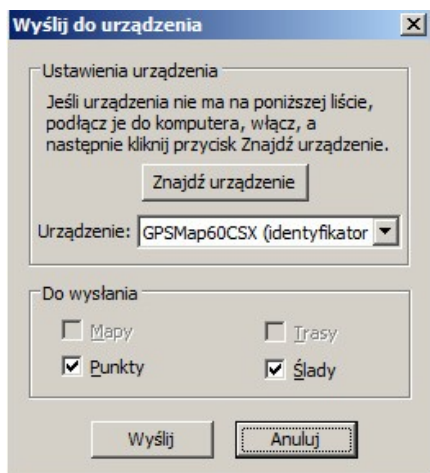 Wyślij do urządzenia
Ustawienia urządzenia
Jeśli urządzenia nie ma na poniższej liście,
podłącz je do komputera, włącz, a
następnie kliknij przycisk Znajdź urządzenie.
Znajdź urządzenie
Urządzenie: GPSMap60CSX (identyfikator
Do wysłania
Mapy Trasy
Punkty Ślady
Wyślij Anuluj